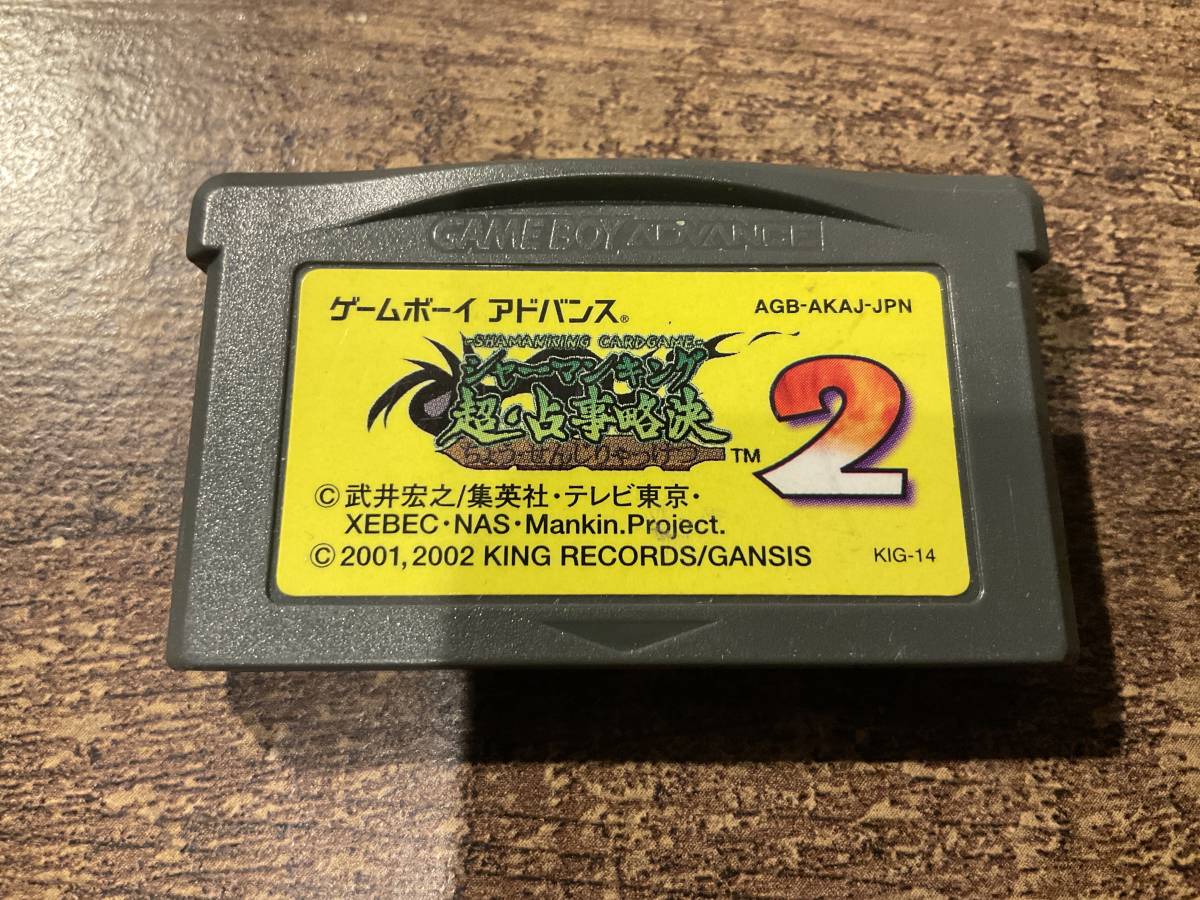 GAME BOY ADVANCE
ゲームボーイ アドバンス® AGB-AKAJ-JPN
-SHAMANKING CARDGAME-
シャーマンキング
超・占事略決 2
ちょう・せんじりゃっけつ TM
© 武井宏之/集英社・テレビ東京・
XEBEC・NAS・Mankin.Project.
© 2001, 2002 KING RECORDS/GANSIS KIG-14